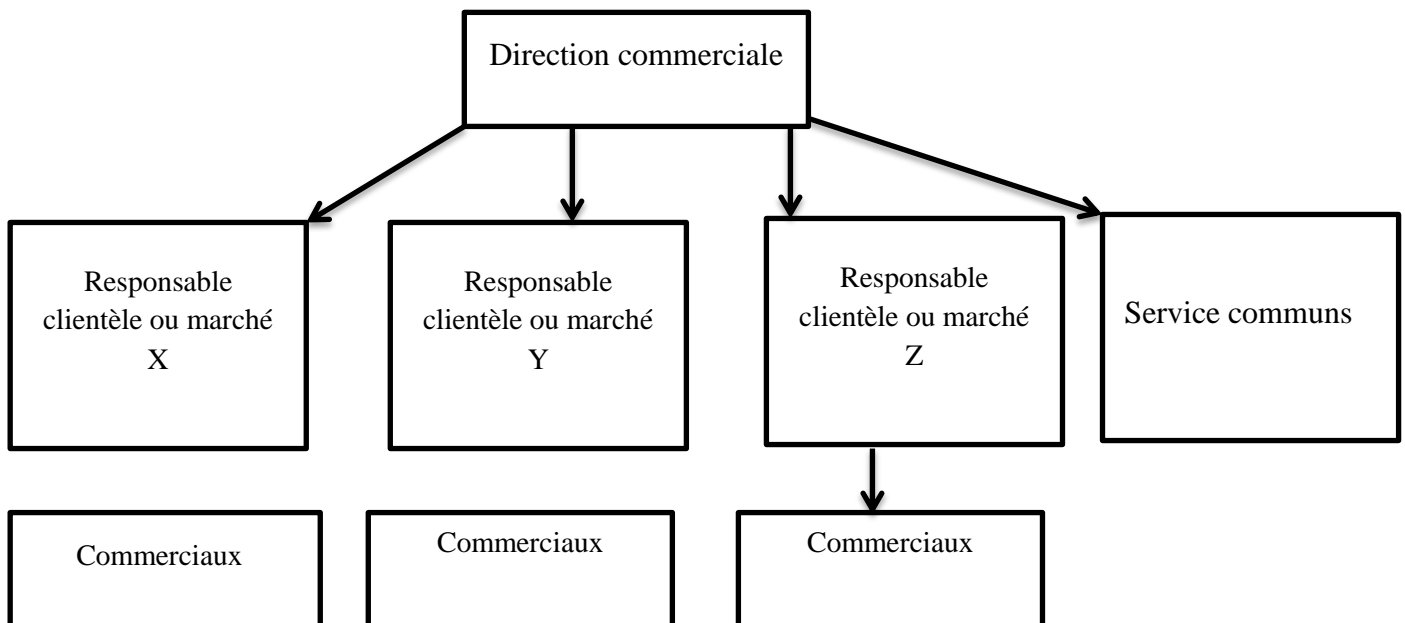 Direction commerciale
Responsable
clientèle ou marché
X
Responsable
clientèle ou marché
Y
Responsable
clientèle ou marché
Z
Service communs
Commerciaux
Commerciaux
Commerciaux